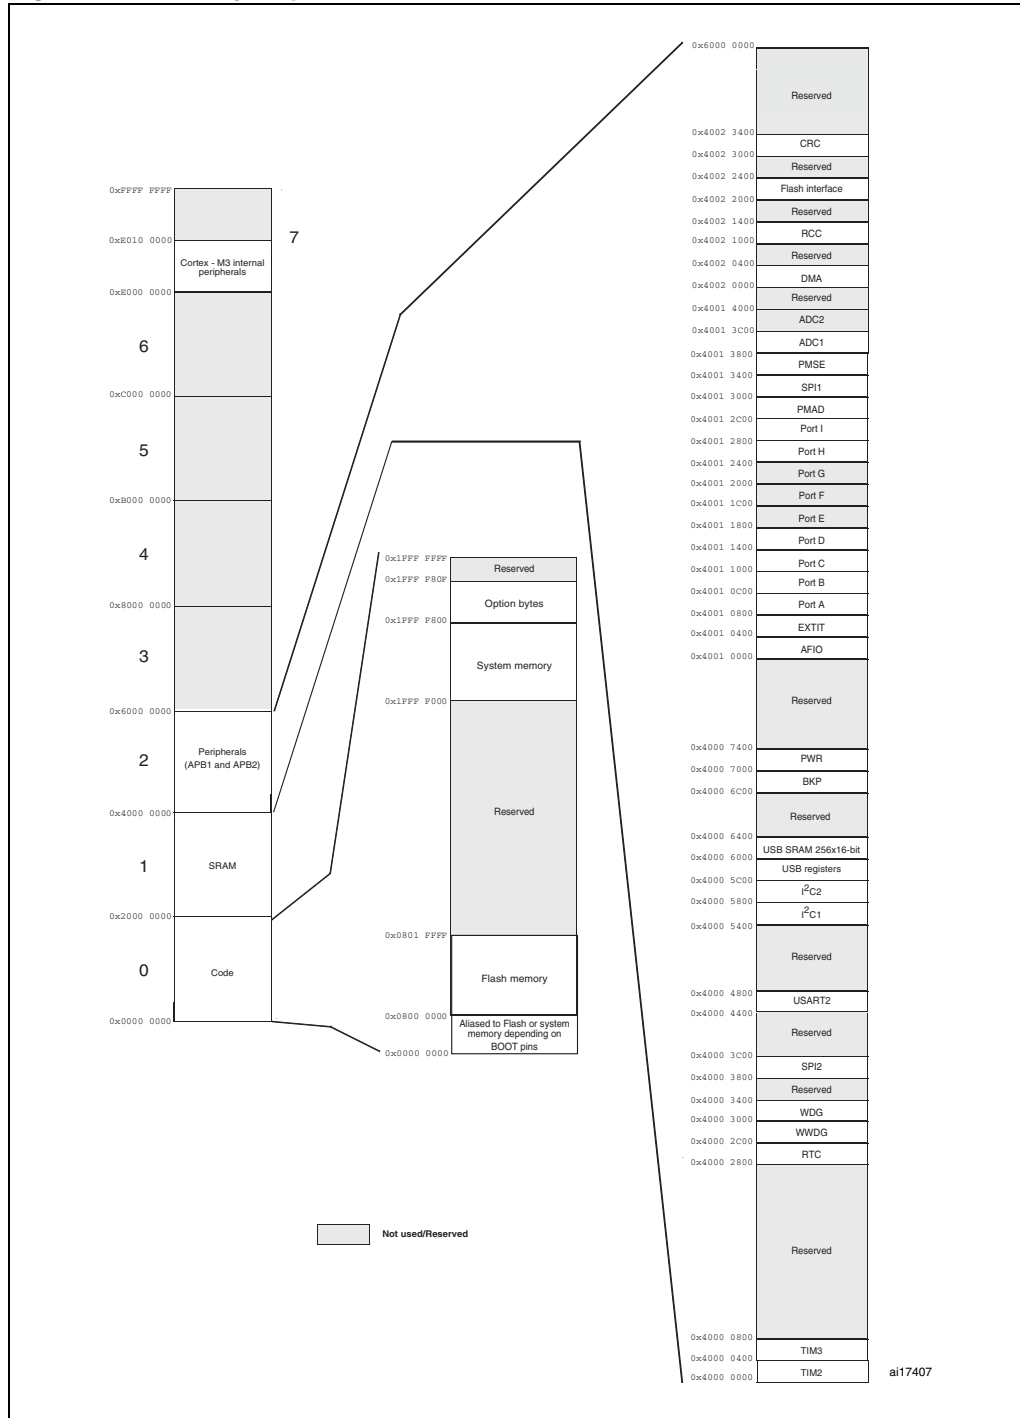 0xFFFF FFFF
7
0xE010 0000
Cortex - M3 internal
peripherals
0xE000 0000
6
0xC000 0000
5
0xB000 0000
4
0x8000 0000
3
0x6000 0000
2
Peripherals
(APB1 and APB2)
0x4000 0000
1
SRAM
0x2000 0000
0
Code
0x0000 0000
0x1FFF FFFF
Reserved
0x1FFF F80F
Option bytes
0x1FFF F800
System memory
0x1FFF F000
Reserved
0x0801 FFFF
Flash memory
0x0800 0000
Aliased to Flash or system
memory depending on
BOOT pins
0x0000 0000
Not used/Reserved
0x6000 0000
Reserved
0x4002 3400
CRC
0x4002 3000
Reserved
0x4002 2400
Flash interface
0x4002 2000
Reserved
0x4002 1400
RCC
0x4002 1000
Reserved
0x4002 0400
DMA
0x4002 0000
Reserved
0x4001 4000
ADC2
0x4001 3C00
ADC1
0x4001 3800
PMSE
0x4001 3400
SPI1
0x4001 3000
PMAD
0x4001 2C00
Port I
0x4001 2800
Port H
0x4001 2400
Port G
0x4001 2000
Port F
0x4001 1C00
Port E
0x4001 1800
Port D
0x4001 1400
Port C
0x4001 1000
Port B
0x4001 0C00
Port A
0x4001 0800
EXTIT
0x4001 0400
AFIO
0x4001 0000
Reserved
0x4000 7400
PWR
0x4000 7000
BKP
0x4000 6C00
Reserved
0x4000 6400
USB SRAM 256x16-bit
0x4000 6000
USB registers
0x4000 5C00
I2C2
0x4000 5800
I2C1
0x4000 5400
Reserved
0x4000 4800
USART2
0x4000 4400
Reserved
0x4000 3C00
SPI2
0x4000 3800
Reserved
0x4000 3400
WDG
0x4000 3000
WWDG
0x4000 2C00
RTC
0x4000 2800
Reserved
0x4000 0800
TIM3
0x4000 0400
TIM2
0x4000 0000
ai17407